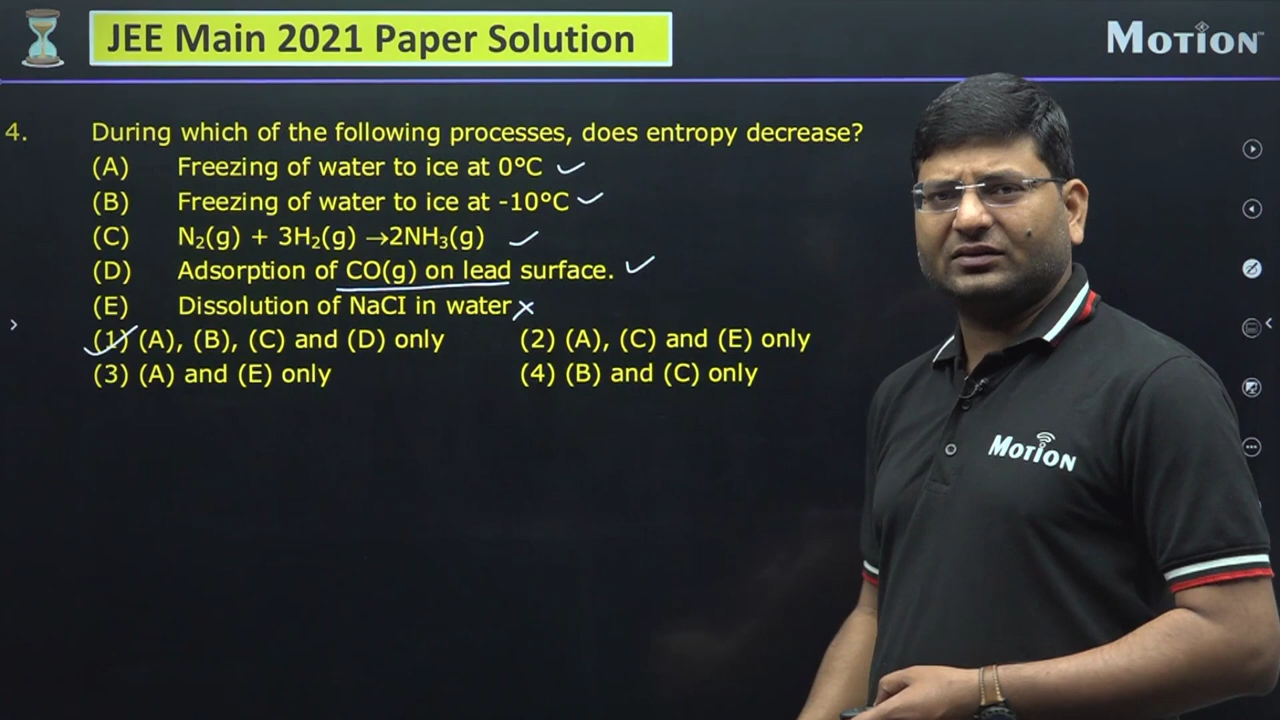 JEE Main 2021 Paper Solution
MOTION™
4. During which of the following processes, does entropy decrease?
(A) Freezing of water to ice at 0°C ✓
(B) Freezing of water to ice at -10°C ✓
(C) N₂(g) + 3H₂(g) →2NH₃(g) ✓
(D) Adsorption of CO(g) on lead surface. ✓
(E) Dissolution of NaCI in water ×
(1) (A), (B), (C) and (D) only (2) (A), (C) and (E) only
(3) (A) and (E) only (4) (B) and (C) only
MOTION